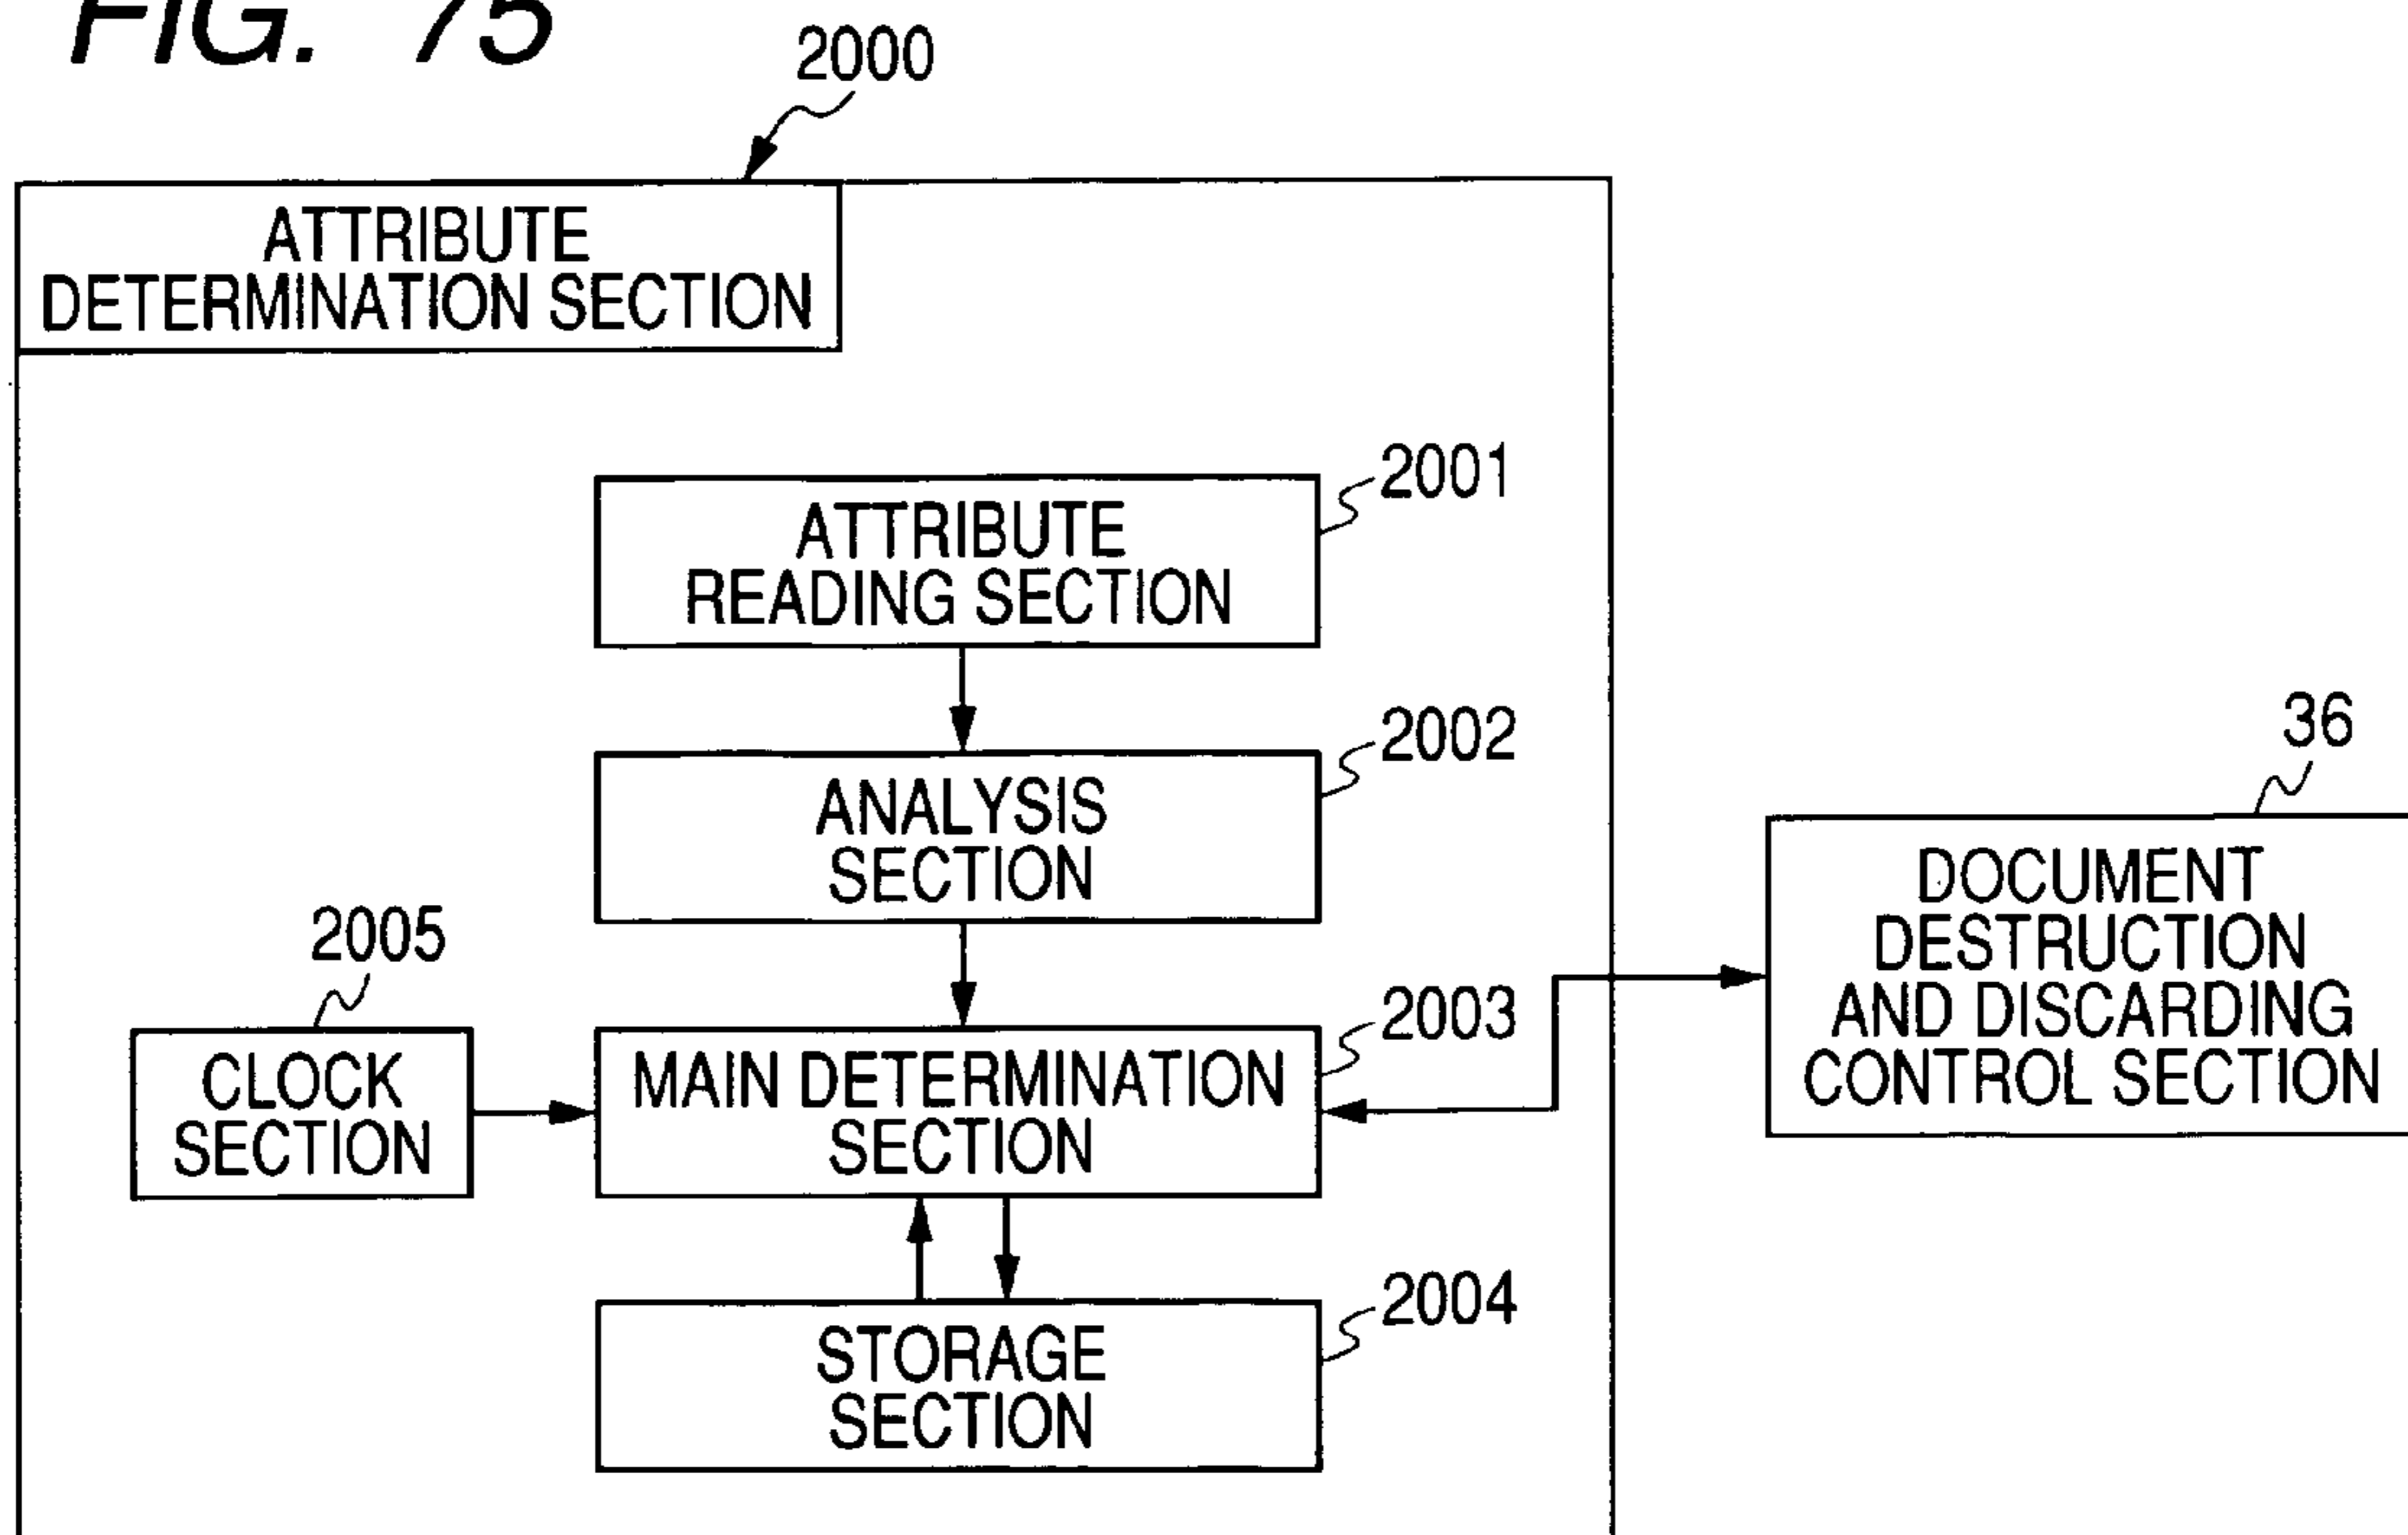 FIG. 75
2000
ATTRIBUTE
DETERMINATION SECTION
2001
ATTRIBUTE
READING SECTION
2002
ANALYSIS
SECTION
36
DOCUMENT
DESTRUCTION
AND DISCARDING
CONTROL SECTION
2005
CLOCK
SECTION
2003
MAIN DETERMINATION
SECTION
2004
STORAGE
SECTION